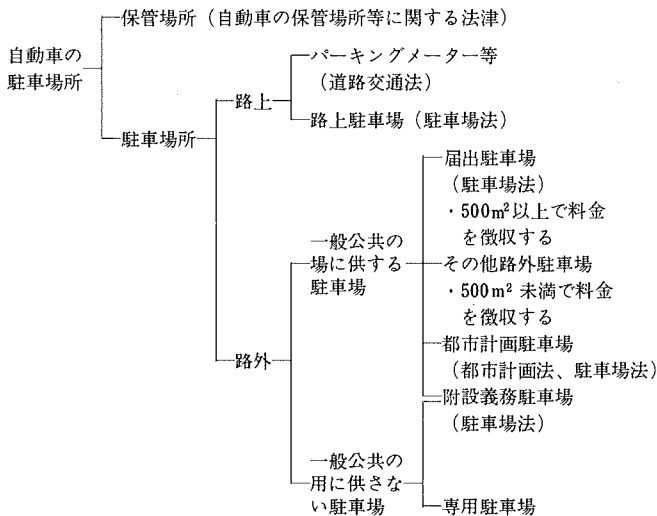 自動車の
駐車場所
保管場所（自動車の保管場所等に関する法律）
駐車場所
路上
パーキングメーター等
（道路交通法）
路上駐車場（駐車場法）
路外
一般公共の
場に供する
駐車場
届出駐車場
（駐車場法）
・500m²以上で料金
を徴収する
その他路外駐車場
・500m² 未満で料金
を徴収する
都市計画駐車場
（都市計画法、駐車場法）
附設義務駐車場
（駐車場法）
一般公共の
用に供さな
い駐車場
専用駐車場